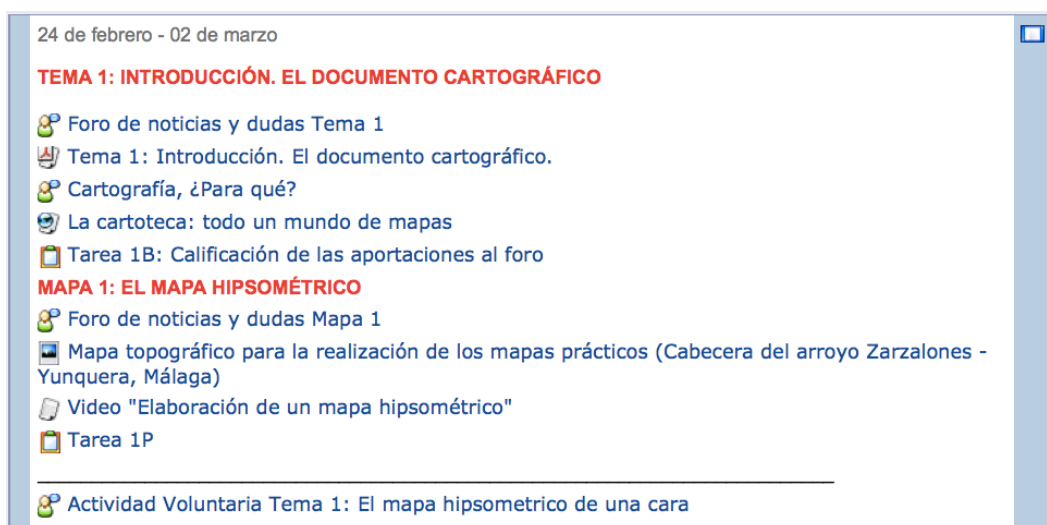 24 de febrero - 02 de marzo
TEMA 1: INTRODUCCIÓN. EL DOCUMENTO CARTOGRÁFICO
Foro de noticias y dudas Tema 1
Tema 1: Introducción. El documento cartográfico.
Cartografía, ¿Para qué?
La cartoteca: todo un mundo de mapas
Tarea 1B: Calificación de las aportaciones al foro
MAPA 1: EL MAPA HIPSOMÉTRICO
Foro de noticias y dudas Mapa 1
Mapa topográfico para la realización de los mapas prácticos (Cabecera del arroyo Zarzalones -
Yunquera, Málaga)
Video "Elaboración de un mapa hipsométrico"
Tarea 1P
Actividad Voluntaria Tema 1: El mapa hipsometrico de una cara